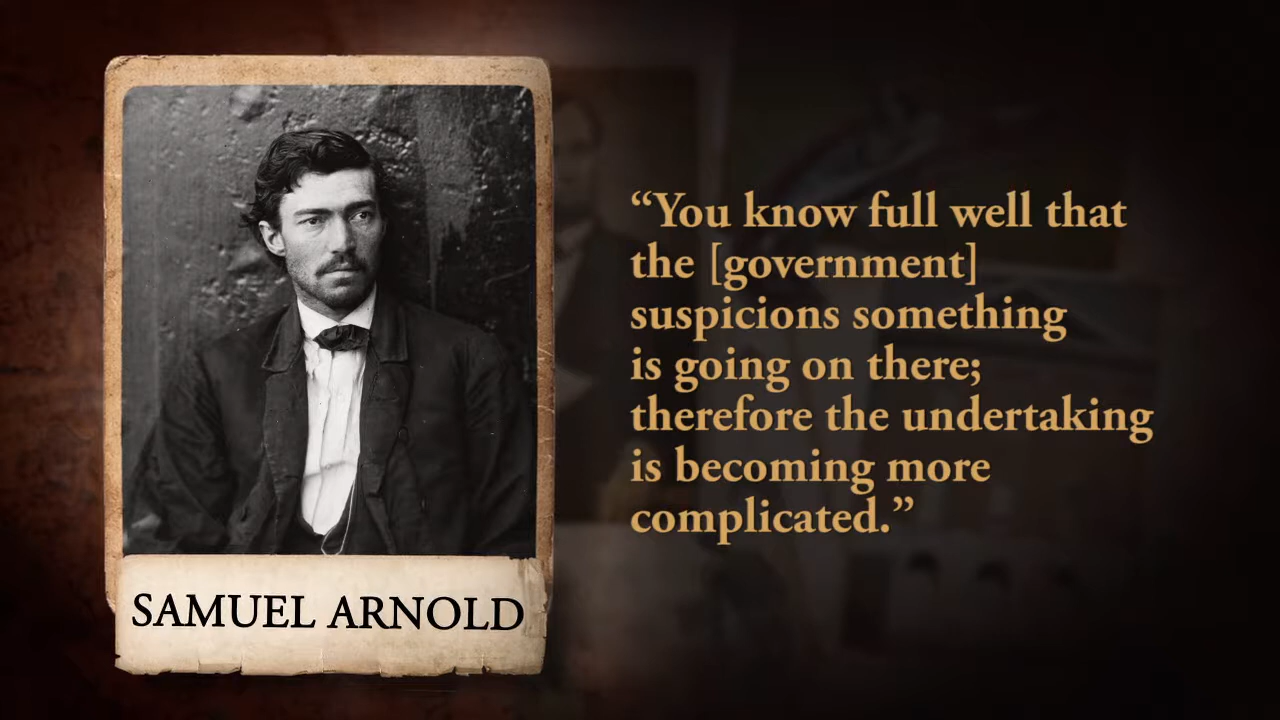 SAMUEL ARNOLD
“You know full well that
the [government]
suspicions something
is going on there;
therefore the undertaking
is becoming more
complicated.”